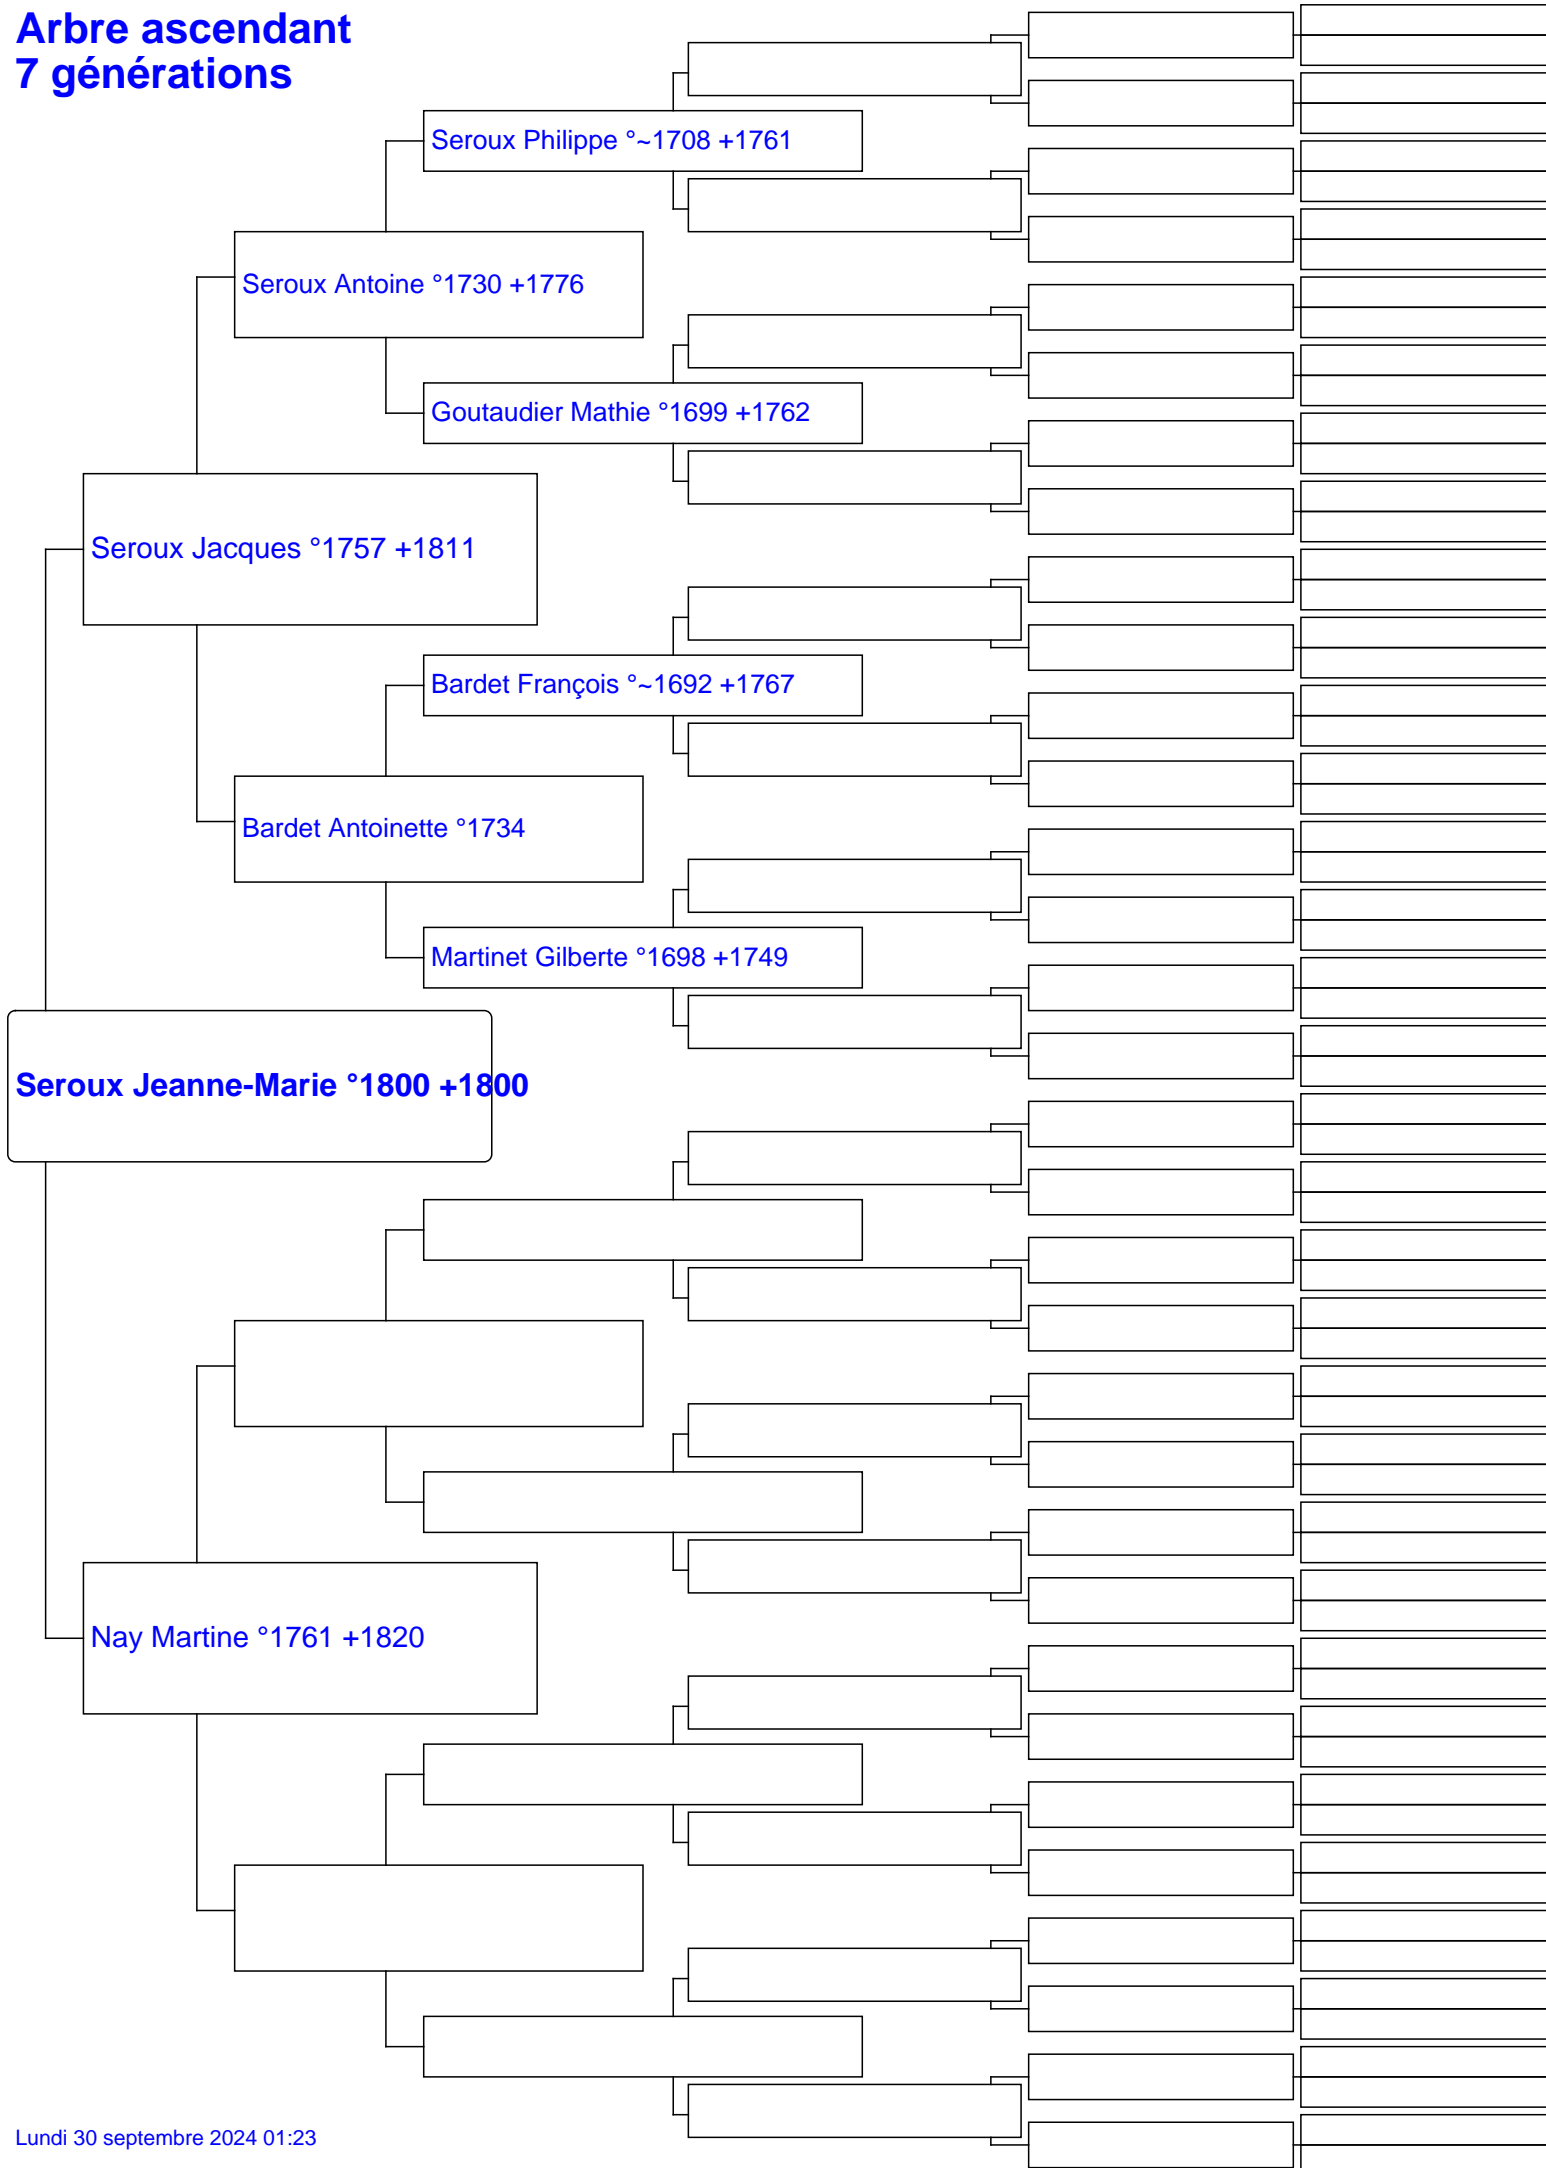 Arbre ascendant
7 générations
Seroux Philippe °~1708 +1761
Seroux Antoine °1730 +1776
Goutaudier Mathie °1699 +1762
Seroux Jacques °1757 +1811
Bardet François °~1692 +1767
Bardet Antoinette °1734
Martinet Gilberte °1698 +1749
Seroux Jeanne-Marie °1800 +1800
Nay Martine °1761 +1820
Lundi 30 septembre 2024 01:23